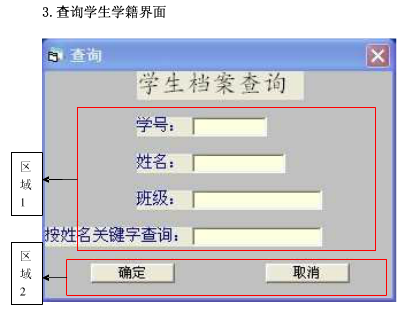 3.查询学生学籍界面
查询
学生档案查询
学号：
姓名：
班级：
按姓名关键字查询：
确定 取消
区域1
区域2